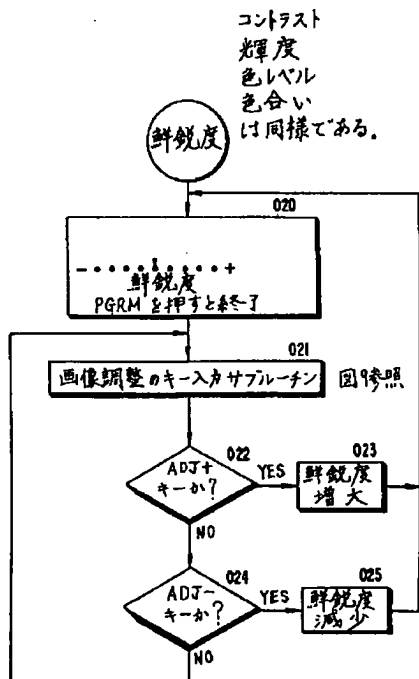 コントラスト
輝度
色レベル
色合い
は同様である。
鮮鋭度
020
-・・・・・・・・・+
鮮鋭度
PGRMを押すと終了
021
画像調整のキー入力サブルーチン 図9参照
022
ADJ+
キーか?
YES
023
鮮鋭度
増大
NO
024
ADJ-
キーか?
YES
025
鮮鋭度
減少
NO